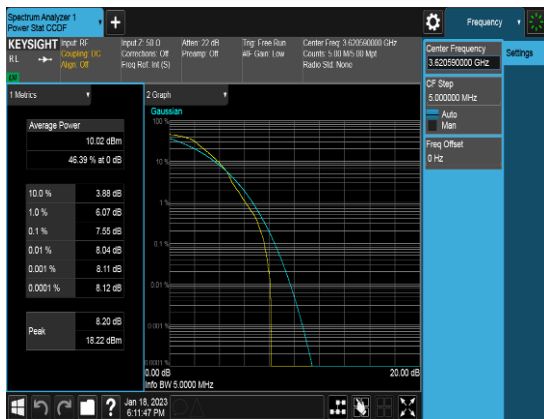 Spectrum Analyzer 1
Power Stat CCDF
Frequency
KEYSIGHT
RL
Input: RF
Coupling: DC
Align: Off
Input Z: 50 Ω
Corrections: Off
Freq Ref: Int (S)
Atten: 22 dB
Preamp: Off
Trig: Free Run
#IF Gain: Low
Center Freq: 3.620590000 GHz
Counts: 5.00 M/5.00 Mpt
Radio Std: None
1 Metrics
Average Power
10.02 dBm
46.39 % at 0 dB
10.0 % 3.88 dB
1.0 % 6.07 dB
0.1 % 7.55 dB
0.01 % 8.04 dB
0.001 % 8.11 dB
0.0001 % 8.12 dB
Peak
8.20 dB
18.22 dBm
2 Graph
Gaussian
100 %
10 %
1 %
0.1 %
0.01 %
0.001 %
0.0001 %
0.00 dB 20.00 dB
Info BW 5.0000 MHz
Center Frequency
3.620590000 GHz
Settings
CF Step
5.000000 MHz
Auto
Man
Freq Offset
0 Hz
?
Jan 18, 2023
6:11:47 PM